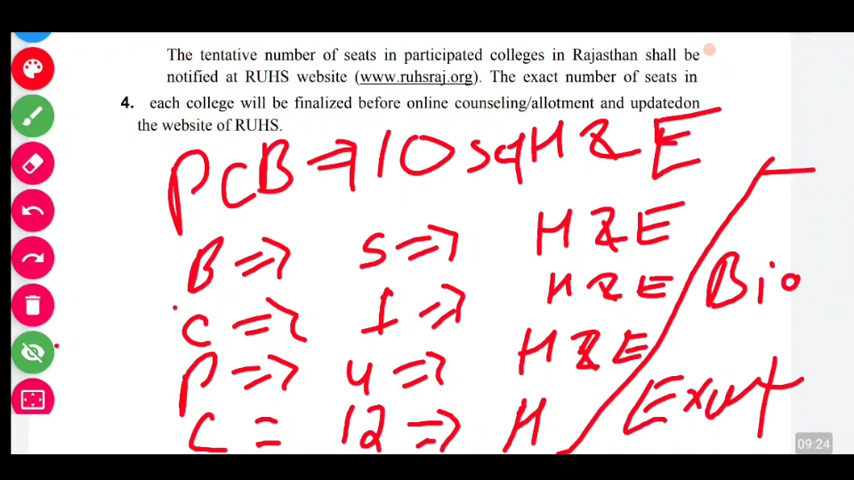 The tentative number of seats in participated colleges in Rajasthan shall be
notified at RUHS website (www.ruhsraj.org). The exact number of seats in
4. each college will be finalized before online counseling/allotment and updatedon
the website of RUHS.
PCB => 10 H & E
B => S => H & E
C => => H & E Bio
P => 4 => H & E
C = 12 => H
09:24